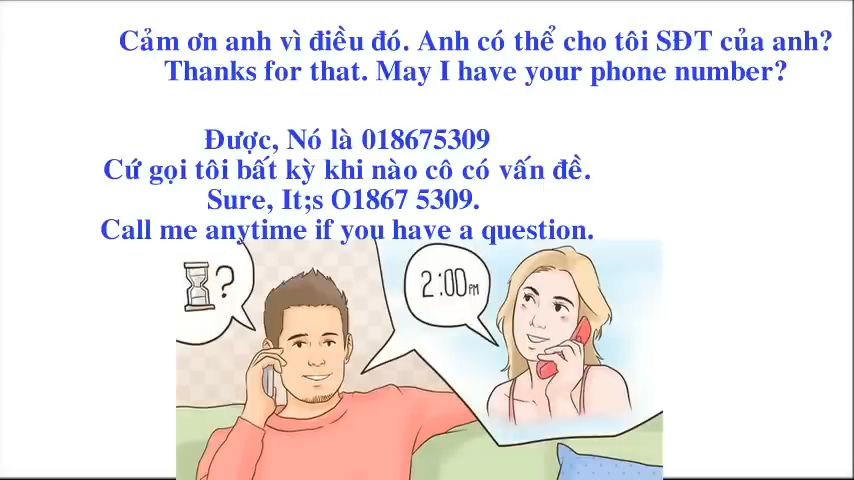 Cảm ơn anh vì điều đó. Anh có thể cho tôi SĐT của anh?
Thanks for that. May I have your phone number?
Được, Nó là 018675309
Cứ gọi tôi bất kỳ khi nào cô có vấn đề.
Sure, It;s O1867 5309.
Call me anytime if you have a question.
?
2:00 PM